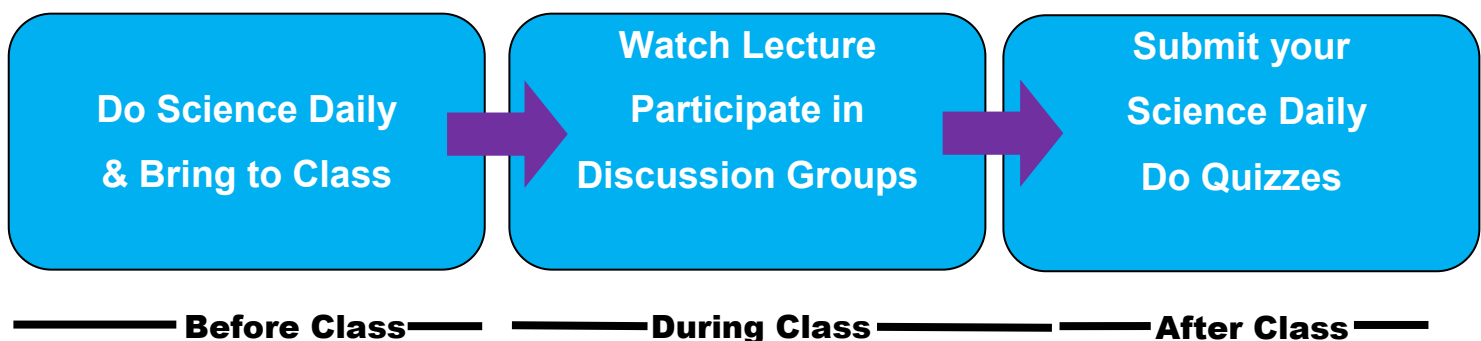 Do Science Daily
& Bring to Class
Watch Lecture
Participate in
Discussion Groups
Submit your
Science Daily
Do Quizzes
Before Class
During Class
After Class